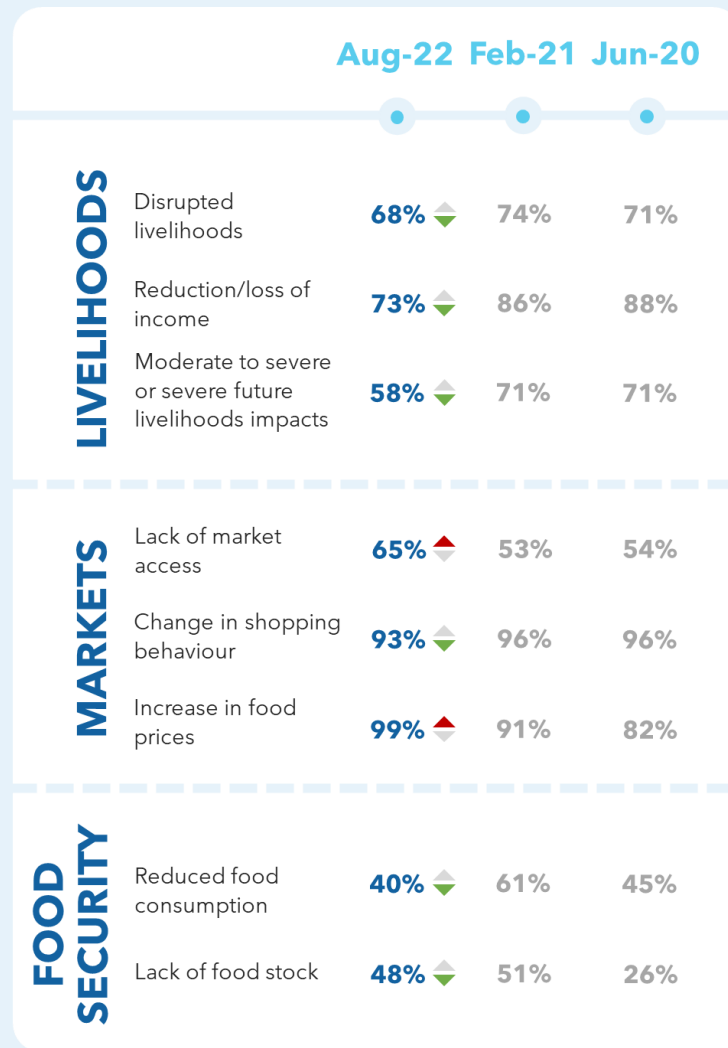 Aug-22 Feb-21 Jun-20
LIVELIHOODS
Disrupted
livelihoods
68% 74% 71%
Reduction/loss of
income
73% 86% 88%
Moderate to severe
or severe future
livelihoods impacts
58% 71% 71%
MARKETS
Lack of market
access
65% 53% 54%
Change in shopping
behaviour
93% 96% 96%
Increase in food
prices
99% 91% 82%
FOOD
SECURITY
Reduced food
consumption
40% 61% 45%
Lack of food stock
48% 51% 26%